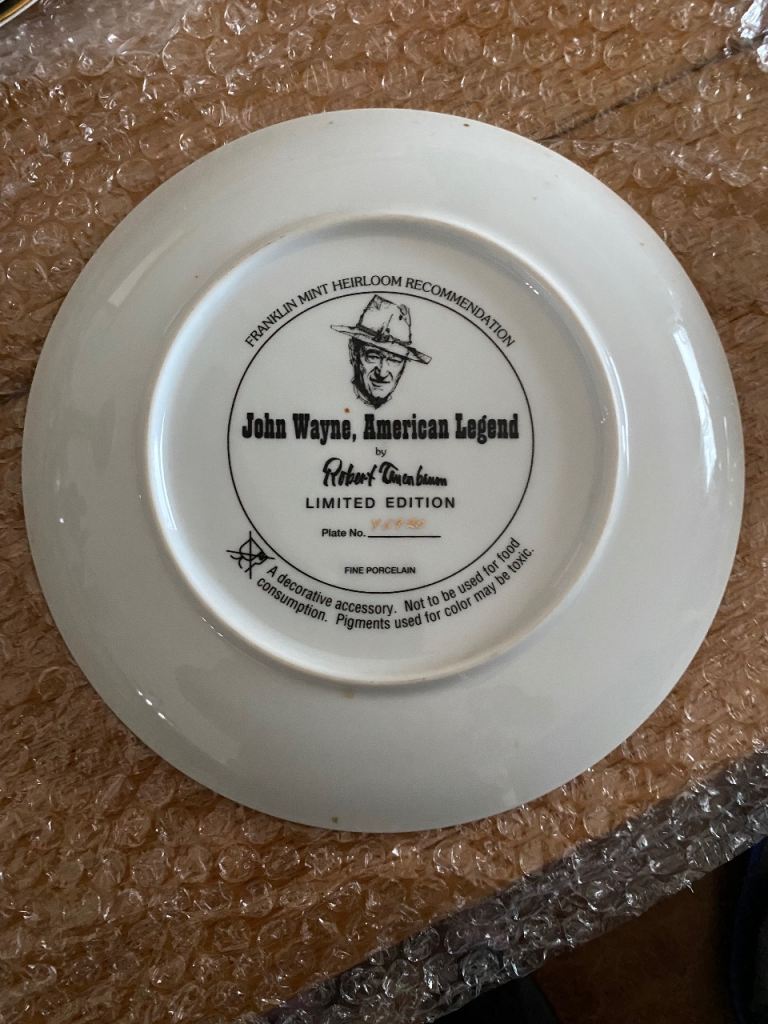 FRANKLIN MINT HEIRLOOM RECOMMENDATION
John Wayne, American Legend
by
Robert Tanenbaum
LIMITED EDITION
Plate No.
FINE PORCELAIN
A decorative accessory. Not to be used for food
consumption. Pigments used for color may be toxic.